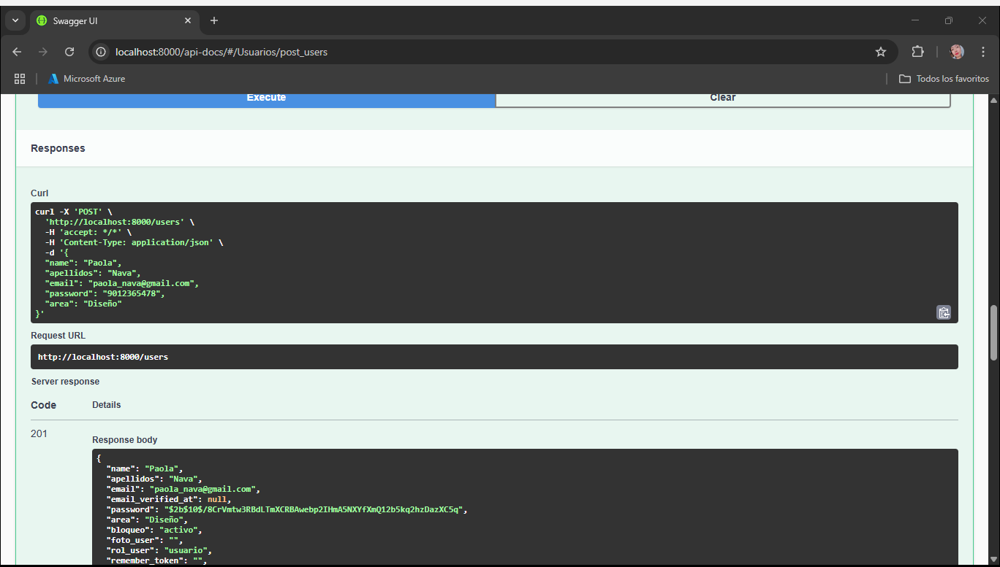 Swagger UI
localhost:8000/api-docs/#/Usuarios/post_users
Microsoft Azure
Todos los favoritos
Execute
Clear
Responses
Curl
curl -X 'POST' \
'http://localhost:8000/users' \
-H 'accept: */*' \
-H 'Content-Type: application/json' \
-d '{
"name": "Paola",
"apellidos": "Nava",
"email": "paola_nava@gmail.com",
"password": "9012365478",
"area": "Diseño"
}'
Request URL
http://localhost:8000/users
Server response
Code
Details
201
Response body
{
"name": "Paola",
"apellidos": "Nava",
"email": "paola_nava@gmail.com",
"email_verified_at": null,
"password": "$2b$10$/8CrVmtw3RBdLTmXCRBAwebp2IHmA5NXYfXmQ12b5kq2hzDazXC5q",
"area": "Diseño",
"bloqueo": "activo",
"foto_user": "",
"rol_user": "usuario",
"remember_token": "",